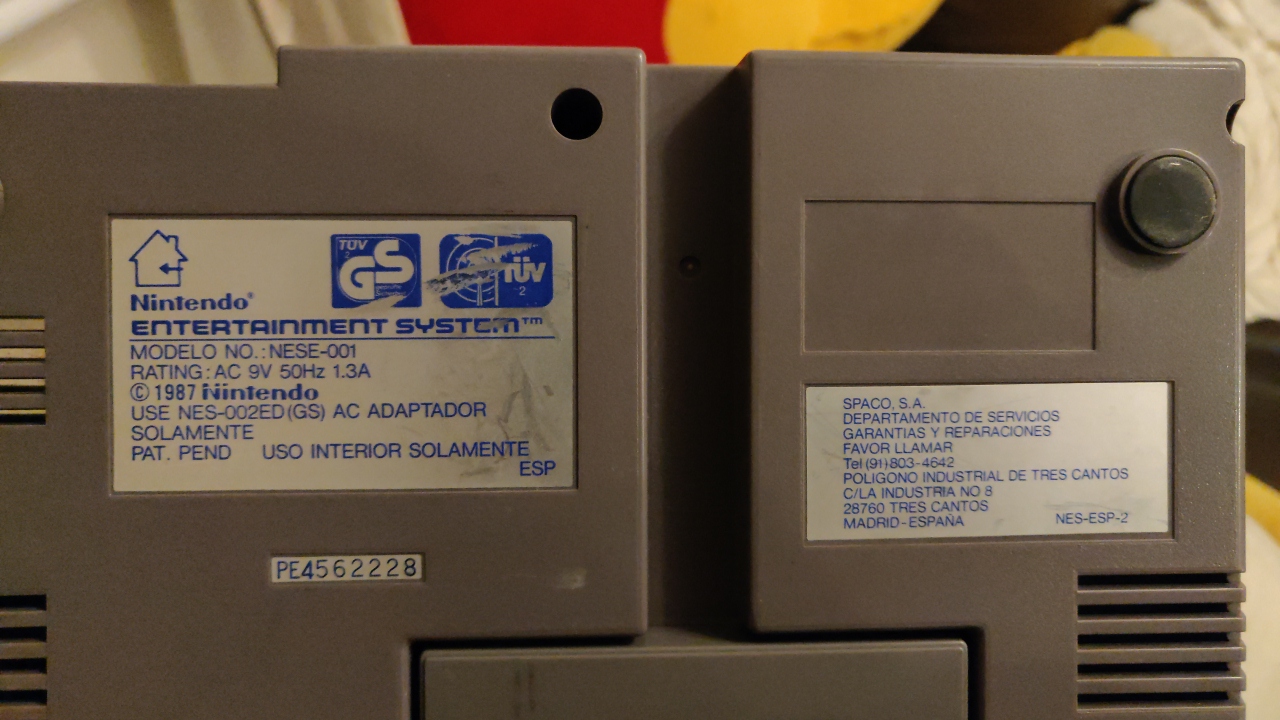 TÜV
2
GS
geprüfte
Sicherheit
TÜV
2
Nintendo®
ENTERTAINMENT SYSTEM™
MODELO NO.: NESE-001
RATING: AC 9V 50Hz 1.3A
© 1987 Nintendo
USE NES-002ED (GS) AC ADAPTADOR
SOLAMENTE
PAT. PEND USO INTERIOR SOLAMENTE
ESP
PE4562228
SPACO, S.A.
DEPARTAMENTO DE SERVICIOS
GARANTIAS Y REPARACIONES
FAVOR LLAMAR
Tel (91) 803-4642
POLIGONO INDUSTRIAL DE TRES CANTOS
C/LA INDUSTRIA NO 8
28760 TRES CANTOS
MADRID-ESPAÑA NES-ESP-2